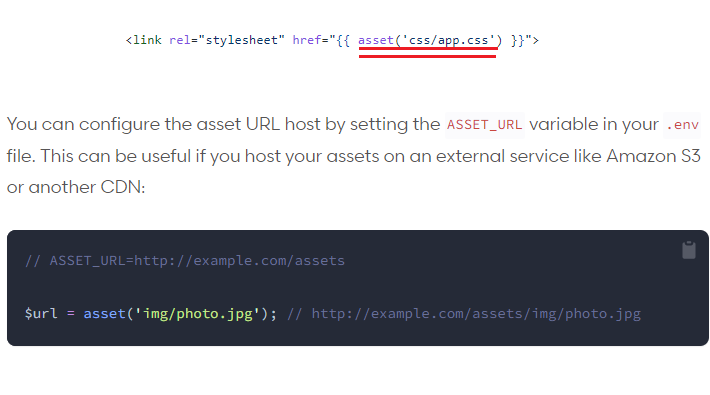 <link rel="stylesheet" href="{{ asset('css/app.css') }}">
You can configure the asset URL host by setting the ASSET_URL variable in your .env
file. This can be useful if you host your assets on an external service like Amazon S3
or another CDN:
// ASSET_URL=http://example.com/assets
$url = asset('img/photo.jpg'); // http://example.com/assets/img/photo.jpg